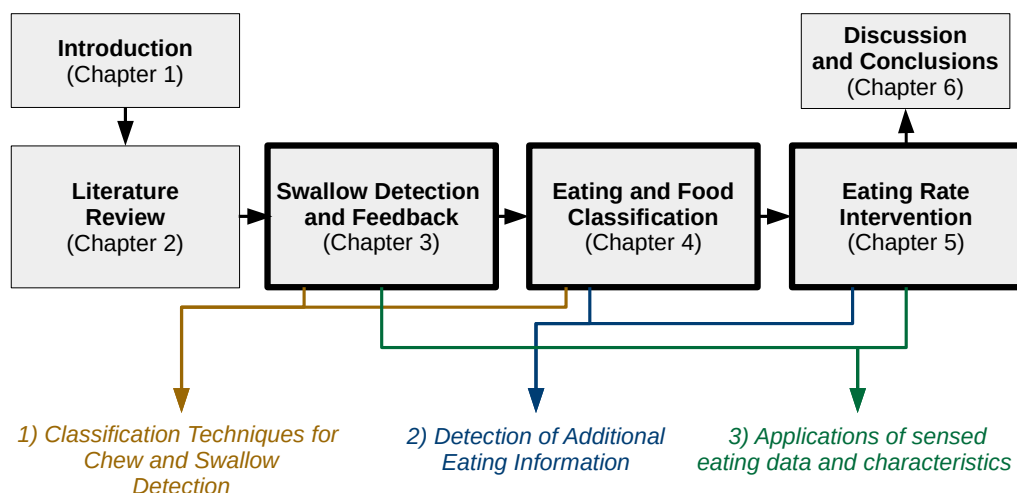 Introduction
(Chapter 1)
Discussion
and Conclusions
(Chapter 6)
Literature
Review
(Chapter 2)
Swallow Detection
and Feedback
(Chapter 3)
Eating and Food
Classification
(Chapter 4)
Eating Rate
Intervention
(Chapter 5)
1) Classification Techniques for
Chew and Swallow
Detection
2) Detection of Additional
Eating Information
3) Applications of sensed
eating data and characteristics